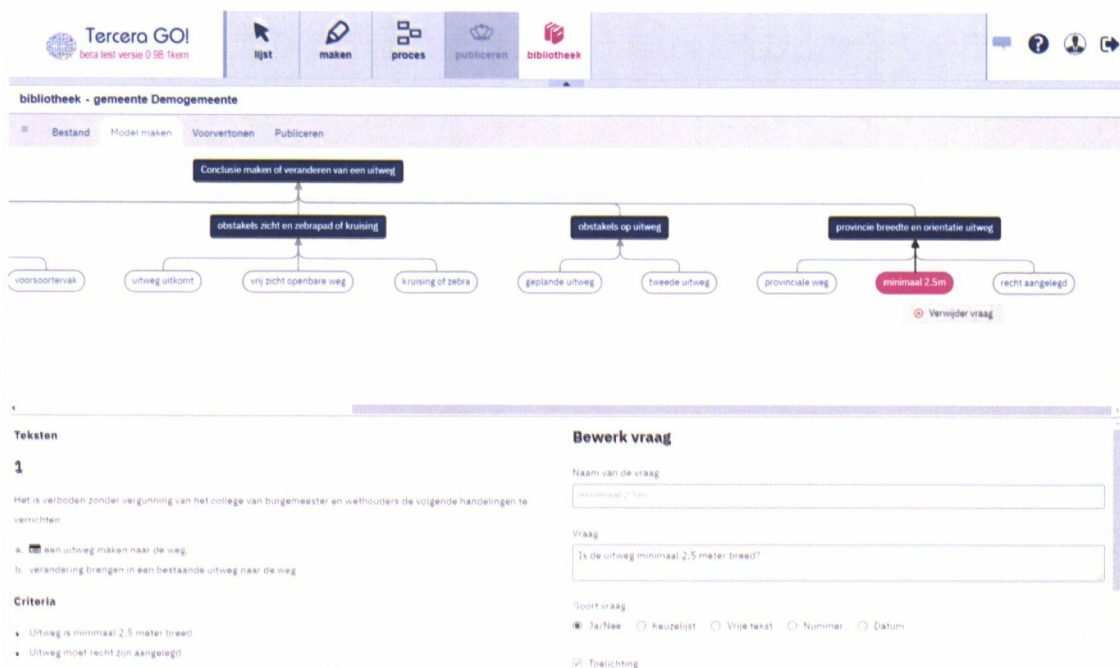 Tercera GO!
beta test versie 0.98 1kern
lijst
maken
proces
publiceren
bibliotheek
bibliotheek - gemeente Demogemeente
Bestand
Model maken
Voorvertonen
Publiceren
Conclusie maken of veranderen van een uitweg
obstakels zicht en zebrapad of kruising
obstakels op uitweg
provincie breedte en orientatie uitweg
voorsoortervak
uitweg uitkomt
vrij zicht openbare weg
kruising of zebra
geplande uitweg
tweede uitweg
provinciale weg
minimaal 2,5m
recht aangelegd
Verwijder vraag
Teksten
1
Het is verboden zonder vergunning van het college van burgemeester en wethouders de volgende handelingen te
verrichten:
a. een uitweg maken naar de weg;
b. verandering brengen in een bestaande uitweg naar de weg
Criteria
Uitweg is minimaal 2,5 meter breed
Uitweg moet recht zijn aangelegd
Bewerk vraag
Naam van de vraag
minimaal 2,5m
Vraag
Is de uitweg minimaal 2,5 meter breed?
Soort vraag
Ja/Nee
Keuzelijst
Vrije tekst
Nummer
Datum
Toelichting